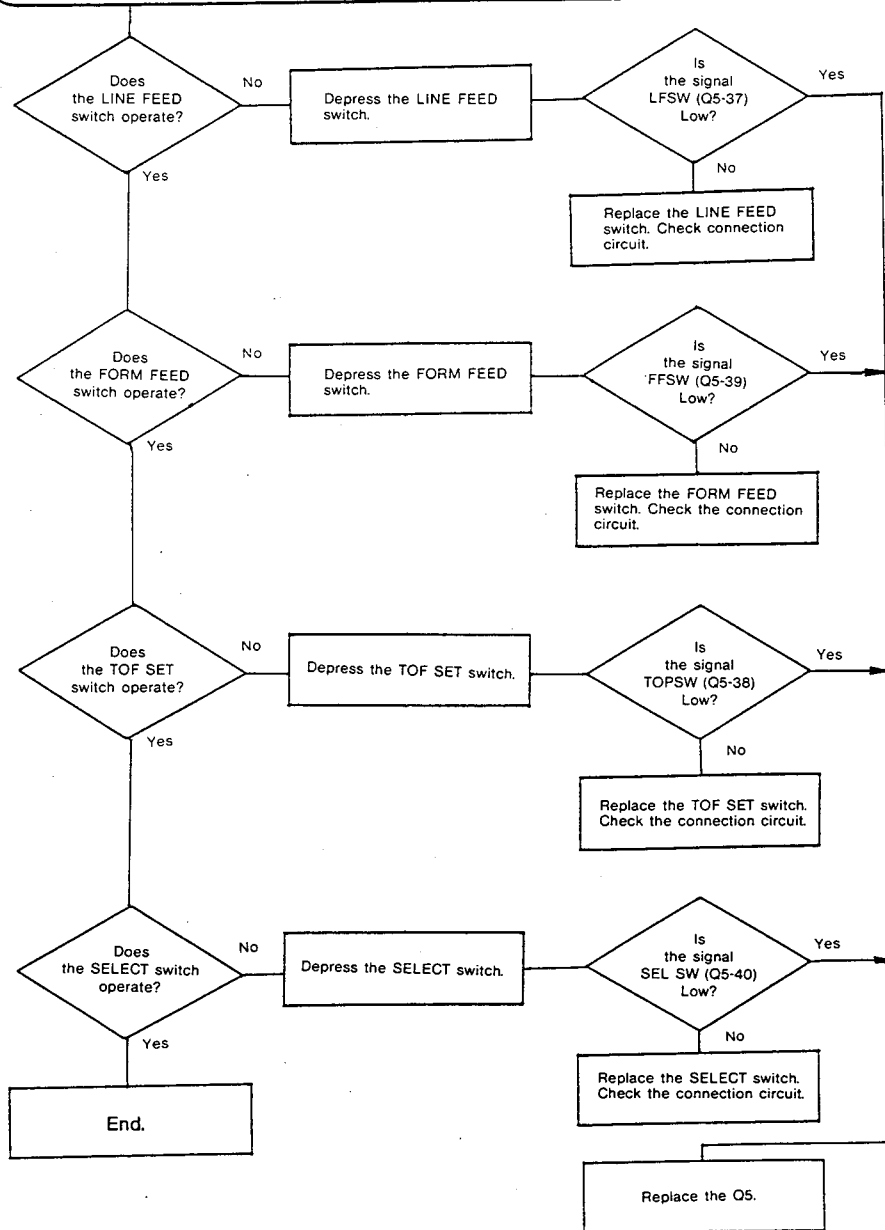 Does
the LINE FEED
switch operate?
No
Depress the LINE FEED
switch.
Is
the signal
LFSW (Q5-37)
Low?
Yes
Yes
No
Replace the LINE FEED
switch. Check connection
circuit.
Does
the FORM FEED
switch operate?
No
Depress the FORM FEED
switch.
Is
the signal
FFSW (Q5-39)
Low?
Yes
Yes
No
Replace the FORM FEED
switch. Check the connection
circuit.
Does
the TOF SET
switch operate?
No
Depress the TOF SET switch.
Is
the signal
TOPSW (Q5-38)
Low?
Yes
Yes
No
Replace the TOF SET switch.
Check the connection circuit.
Does
the SELECT switch
operate?
No
Depress the SELECT switch.
Is
the signal
SEL SW (Q5-40)
Low?
Yes
Yes
No
Replace the SELECT switch.
Check the connection circuit.
End.
Replace the Q5.